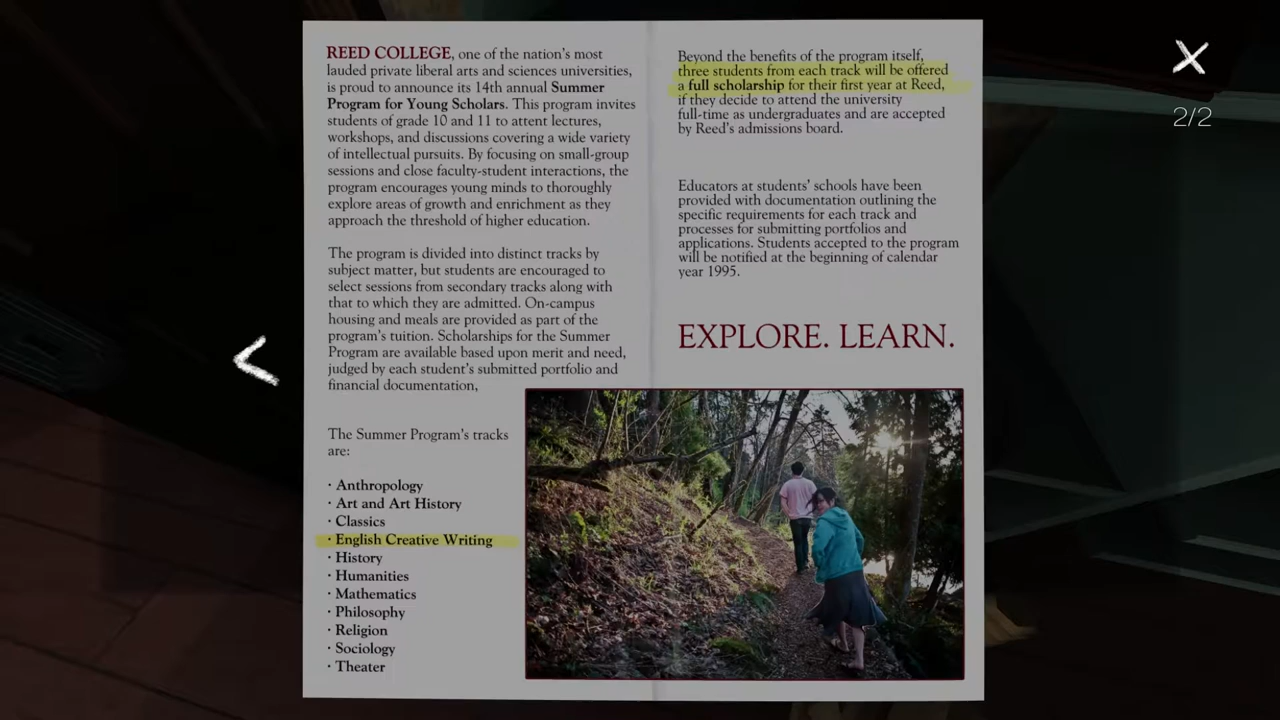 REED COLLEGE, one of the nation's most
lauded private liberal arts and sciences universities,
is proud to announce its 14th annual Summer
Program for Young Scholars. This program invites
students of grade 10 and 11 to attent lectures,
workshops, and discussions covering a wide variety
of intellectual pursuits. By focusing on small-group
sessions and close faculty-student interactions, the
program encourages young minds to thoroughly
explore areas of growth and enrichment as they
approach the threshold of higher education.
The program is divided into distinct tracks by
subject matter, but students are encouraged to
select sessions from secondary tracks along with
that to which they are admitted. On-campus
housing and meals are provided as part of the
program's tuition. Scholarships for the Summer
Program are available based upon merit and need,
judged by each student's submitted portfolio and
financial documentation,
The Summer Program's tracks
are:
· Anthropology
· Art and Art History
· Classics
· English Creative Writing
· History
· Humanities
· Mathematics
· Philosophy
· Religion
· Sociology
· Theater
Beyond the benefits of the program itself,
three students from each track will be offered
a full scholarship for their first year at Reed,
if they decide to attend the university
full-time as undergraduates and are accepted
by Reed's admissions board.
Educators at students' schools have been
provided with documentation outlining the
specific requirements for each track and
processes for submitting portfolios and
applications. Students accepted to the program
will be notified at the beginning of calendar
year 1995.
EXPLORE. LEARN.
2/2